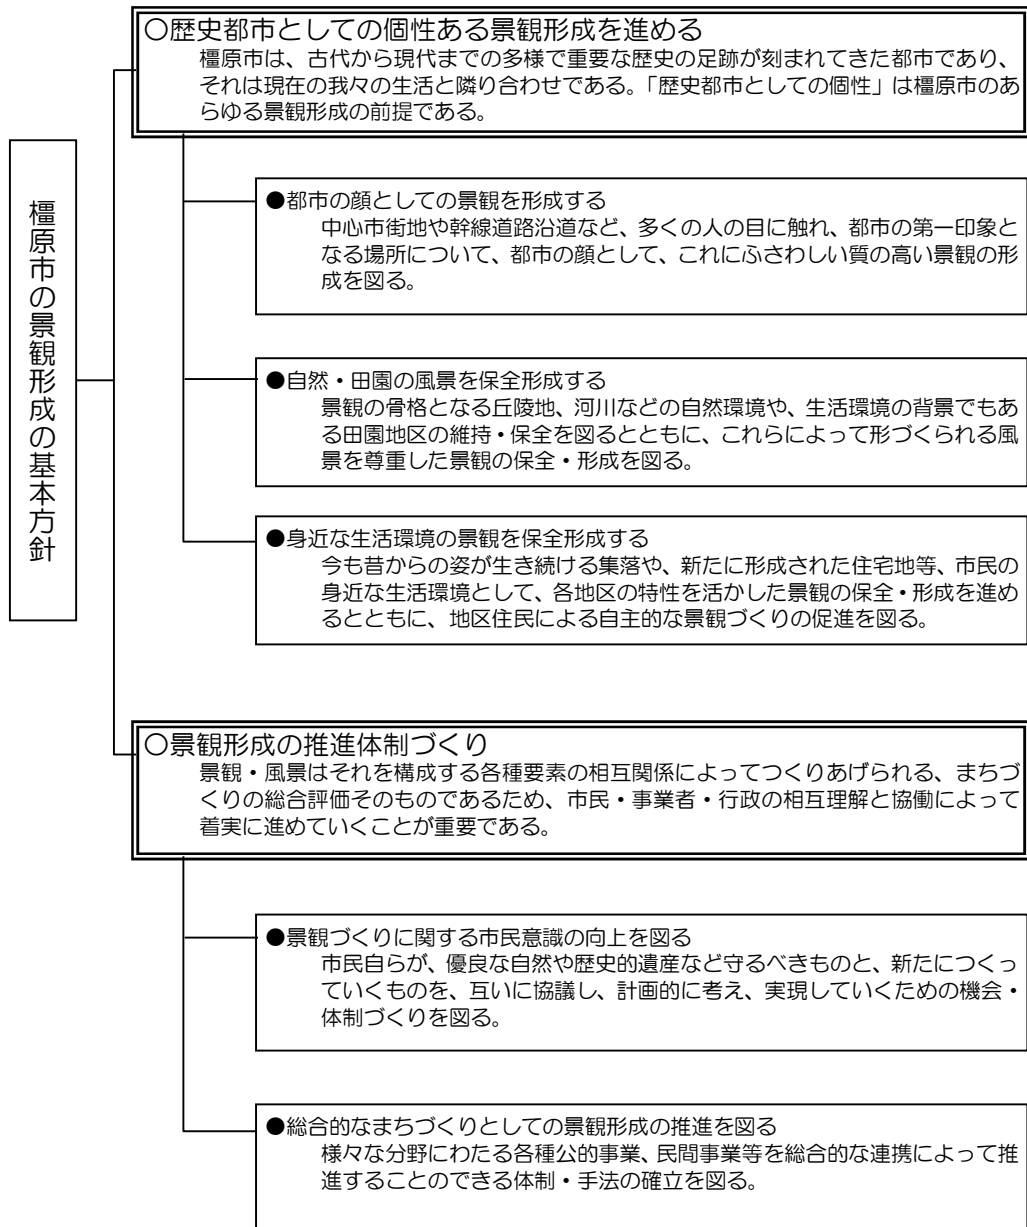 橿原市の景観形成の基本方針
○歴史都市としての個性ある景観形成を進める
橿原市は、古代から現代までの多様で重要な歴史の足跡が刻まれてきた都市であり、
それは現在の我々の生活と隣り合わせである。「歴史都市としての個性」は橿原市のあ
らゆる景観形成の前提である。
●都市の顔としての景観を形成する
中心市街地や幹線道路沿道など、多くの人の目に触れ、都市の第一印象と
なる場所について、都市の顔として、これにふさわしい質の高い景観の形
成を図る。
●自然・田園の風景を保全形成する
景観の骨格となる丘陵地、河川などの自然環境や、生活環境の背景でもあ
る田園地区の維持・保全を図るとともに、これらによって形づくられる風
景を尊重した景観の保全・形成を図る。
●身近な生活環境の景観を保全形成する
今も昔からの姿が生き続ける集落や、新たに形成された住宅地等、市民の
身近な生活環境として、各地区の特性を活かした景観の保全・形成を進め
るとともに、地区住民による自主的な景観づくりの促進を図る。
○景観形成の推進体制づくり
景観・風景はそれを構成する各種要素の相互関係によってつくりあげられる、まちづ
くりの総合評価そのものであるため、市民・事業者・行政の相互理解と協働によって
着実に進めていくことが重要である。
●景観づくりに関する市民意識の向上を図る
市民自らが、優良な自然や歴史的遺産など守るべきものと、新たにつくっ
ていくものを、互いに協議し、計画的に考え、実現していくための機会・
体制づくりを図る。
●総合的なまちづくりとしての景観形成の推進を図る
様々な分野にわたる各種公的事業、民間事業等を総合的な連携によって推
進することのできる体制・手法の確立を図る。